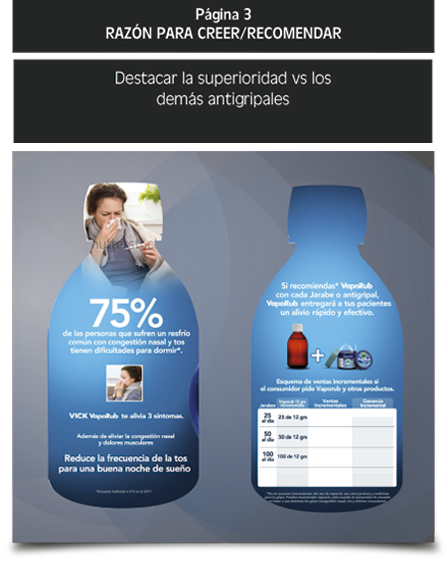 Página 3
RAZÓN PARA CREER/RECOMENDAR
Destacar la superioridad vs los
demás antigripales
75%
de las personas que sufren un resfrío
común con congestión nasal y tos
tienen dificultades para dormir*.
VICK VapoRub te alivia 3 síntomas.
Además de aliviar la congestión nasal
y dolores musculares
Reduce la frecuencia de la tos
para una buena noche de sueño
Si recomiendas* VapoRub
con cada Jarabe o antigripal,
VapoRub entregará a tus pacientes
un alivio rápido y efectivo.
+
Esquema de ventas incrementales si
el consumidor pide Vaporub y otros productos.
Jarabes
Ventas
Incrementales
Ganancia
Incremental
25
al día
25 de 12 grs
50
al día
50 de 12 grs
100
al día
100 de 12 grs